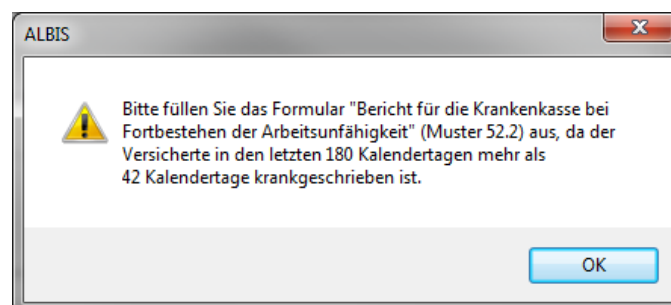 ALBIS
Bitte füllen Sie das Formular "Bericht für die Krankenkasse bei
Fortbestehen der Arbeitsunfähigkeit" (Muster 52.2) aus, da der
Versicherte in den letzten 180 Kalendertagen mehr als
42 Kalendertage krankgeschrieben ist.
OK